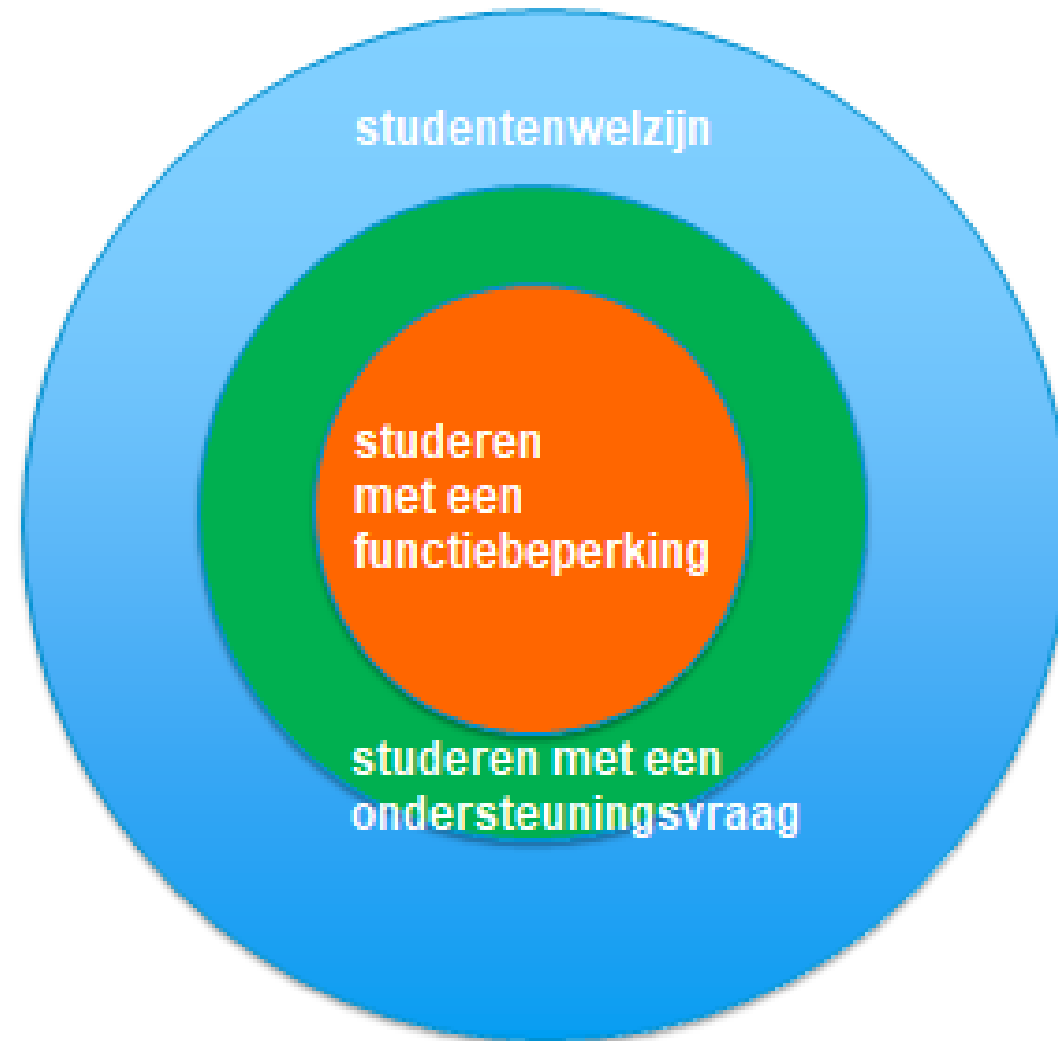 studentenwelzijn
studeren
met een
functiebeperking
studeren met een
ondersteuningsvraag